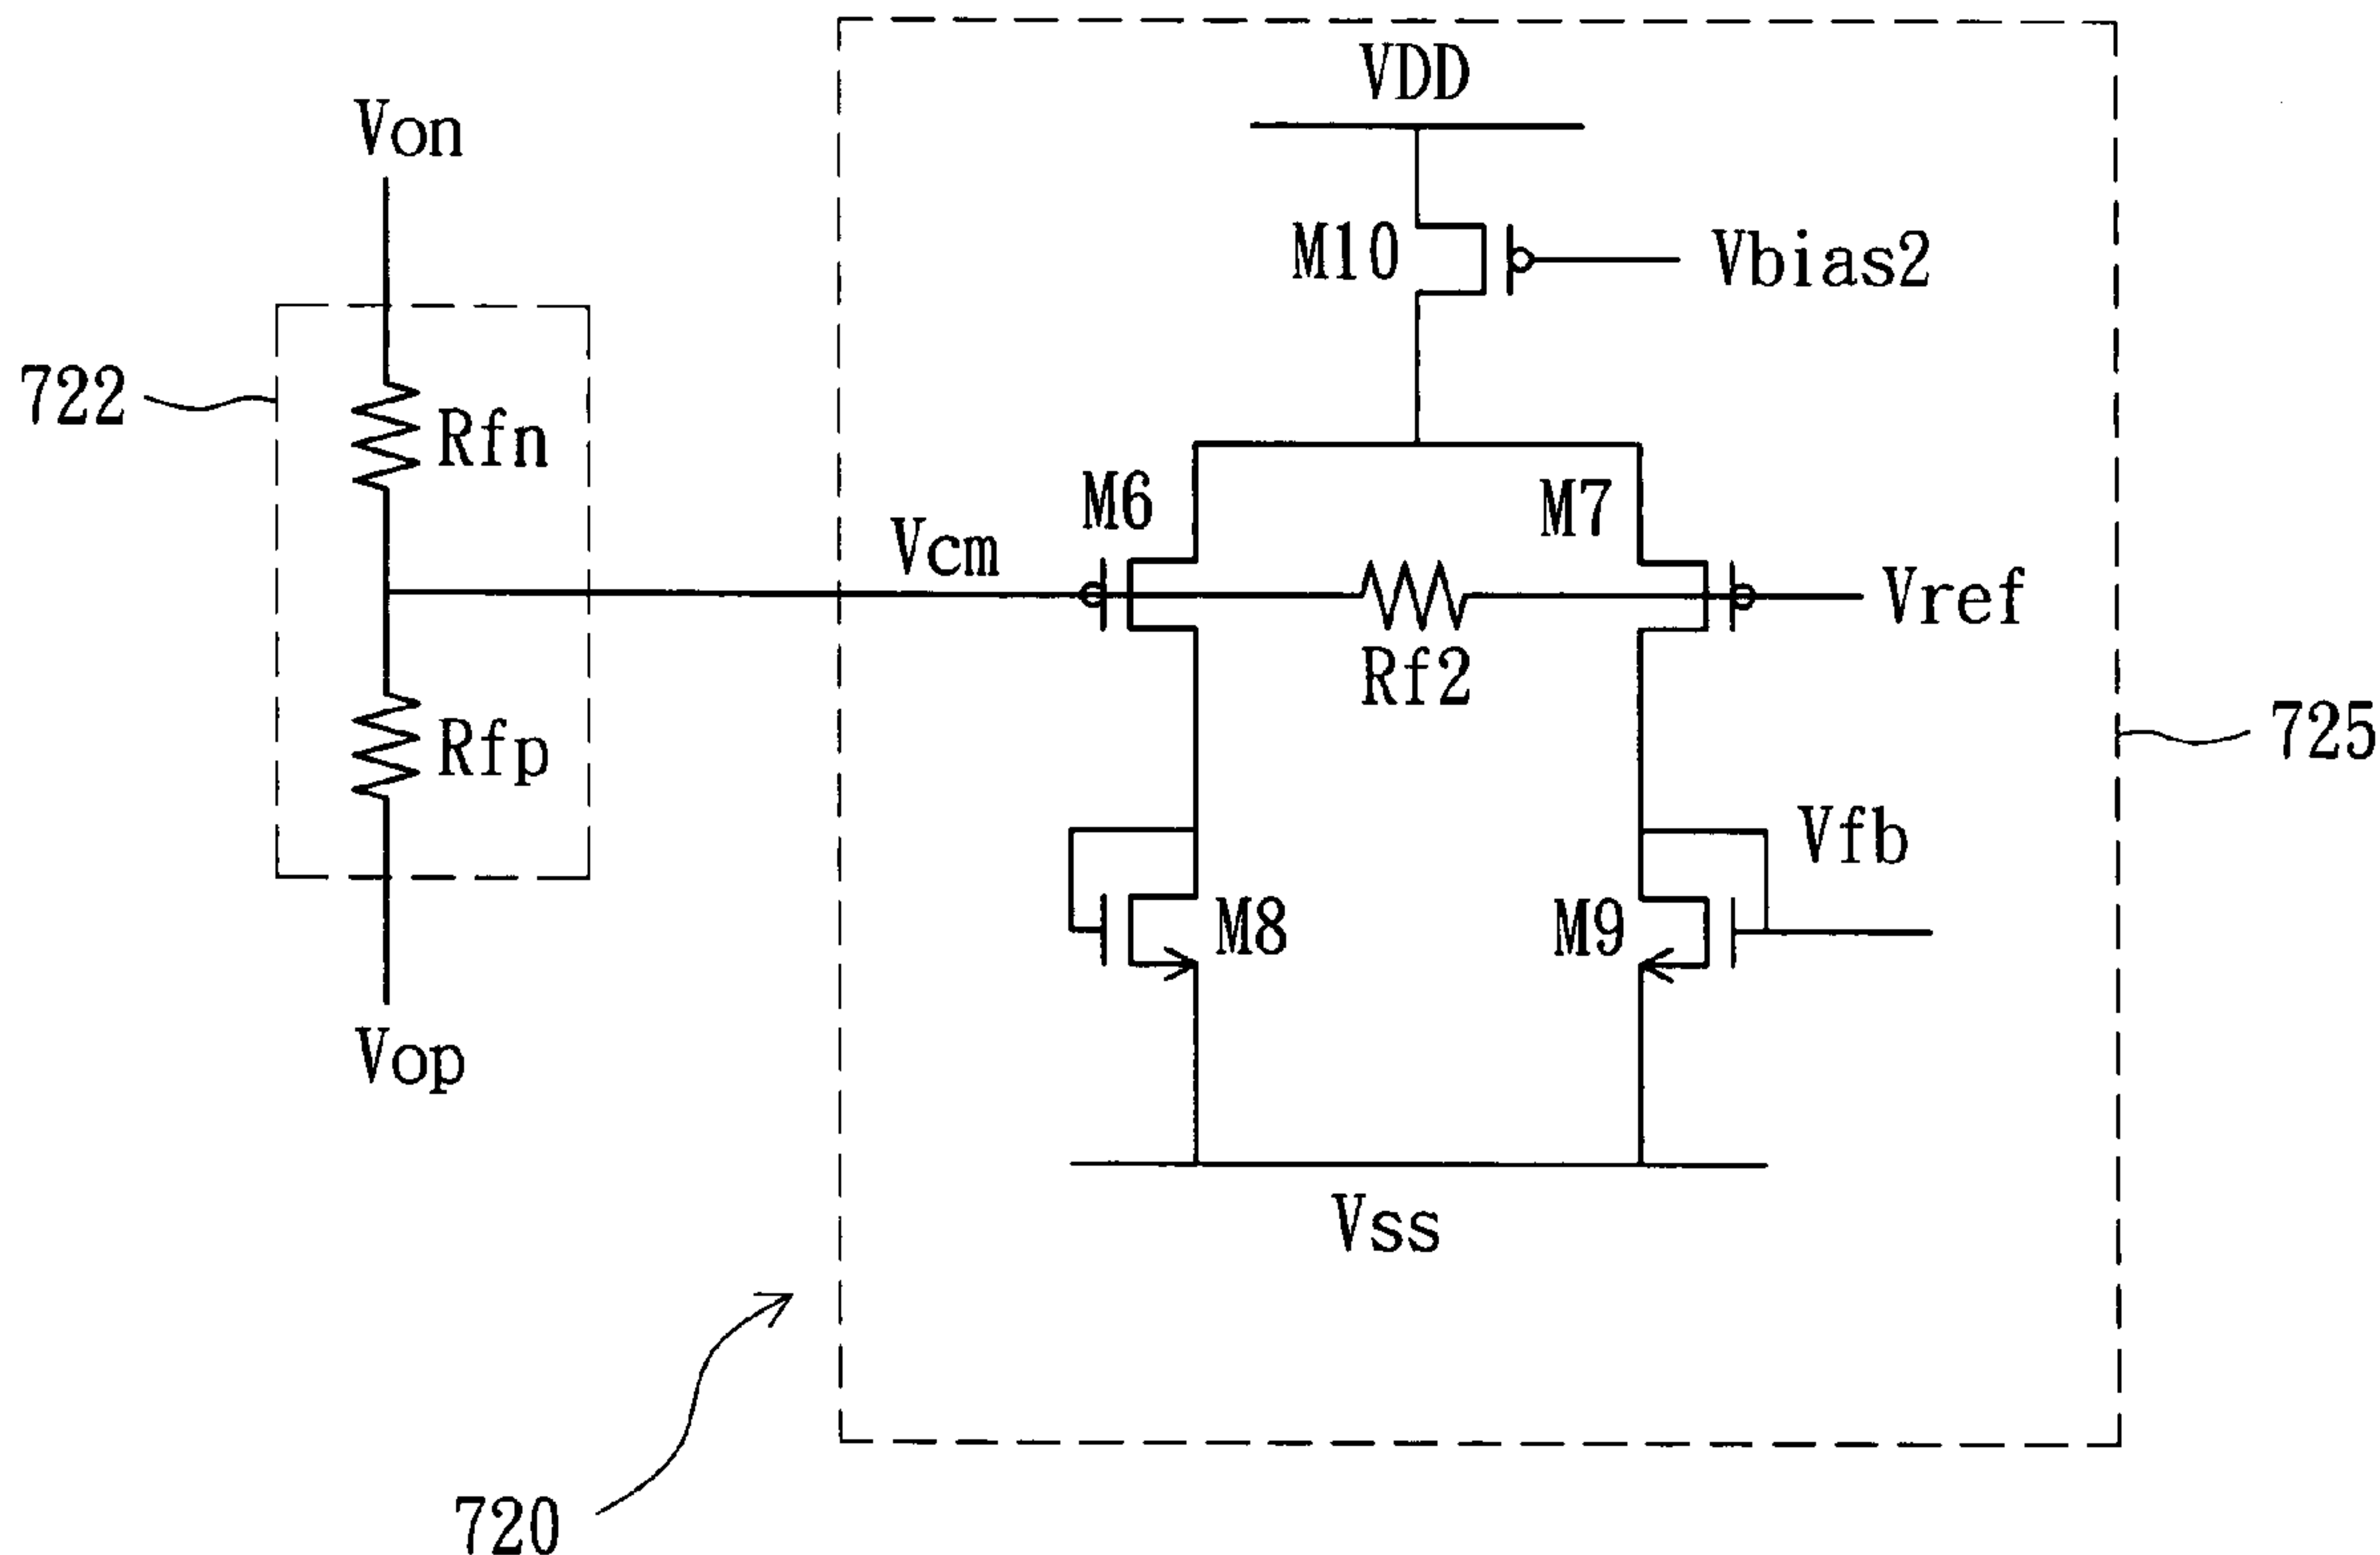 VDD
Von
M10
Vbias2
722
Rfn
M6
M7
Vcm
Vref
Rf2
Rfp
725
Vfb
M8
M9
Vop
Vss
720